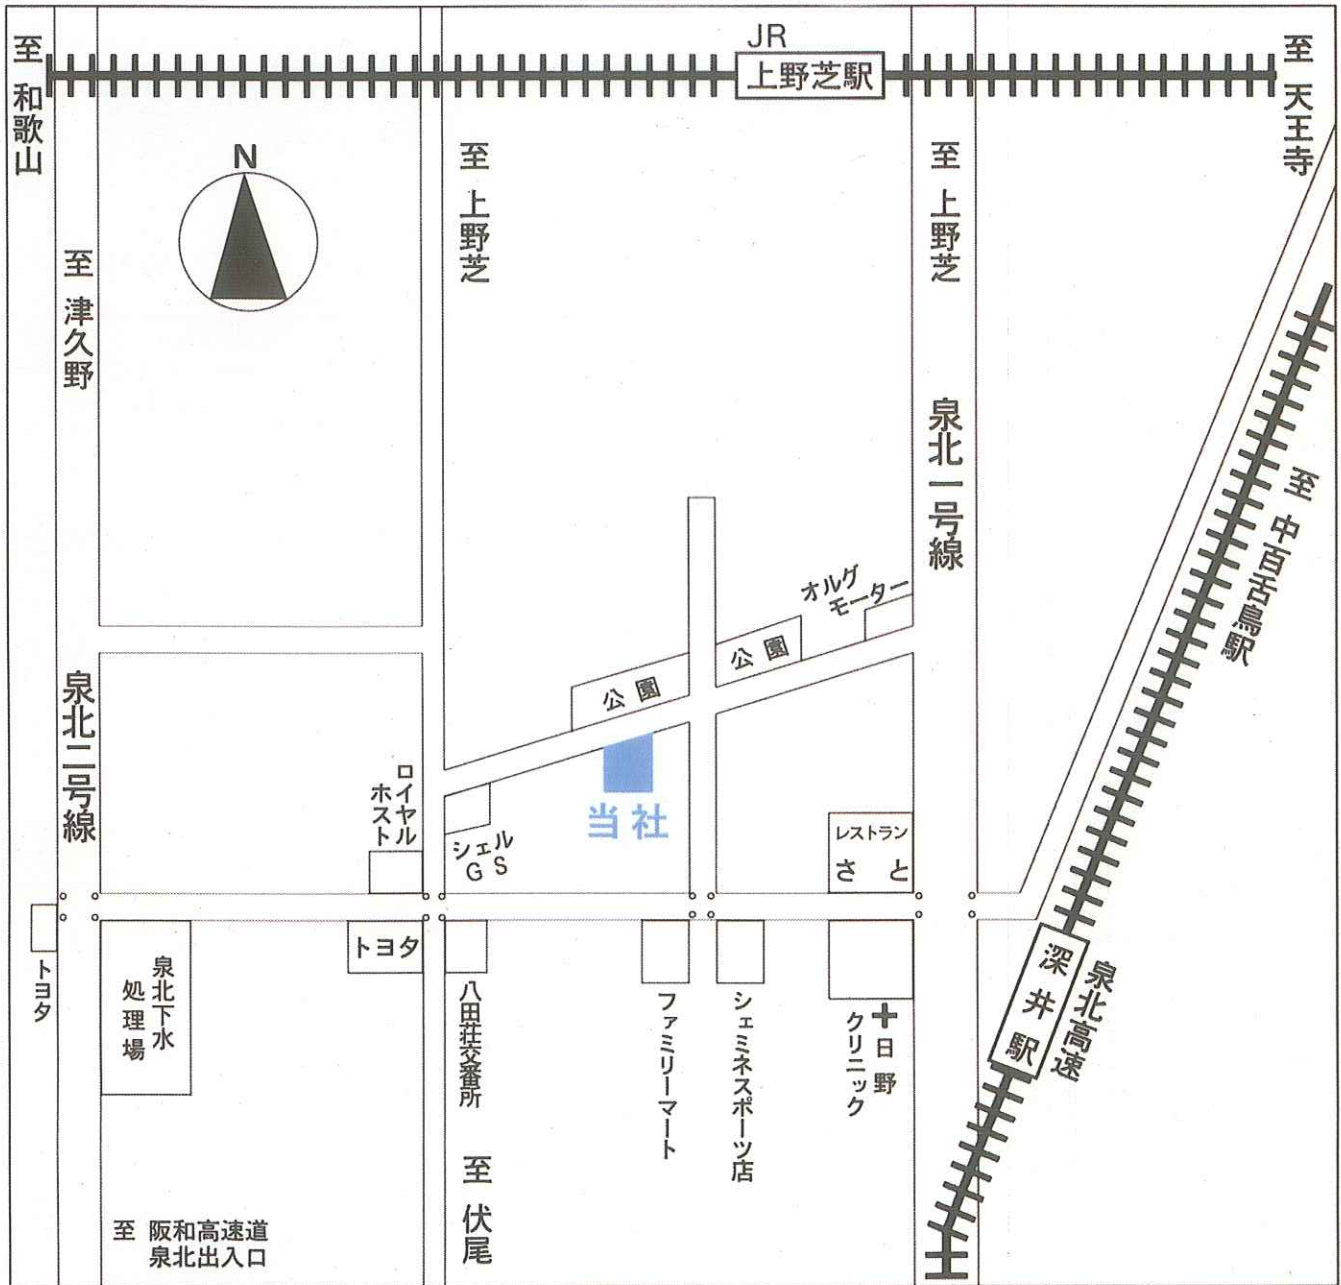 JR
上野芝駅
至 和歌山
至 天王寺
N
至 上野芝
至 上野芝
至 津久野
泉北一号線
至 中百舌鳥駅
オルグ
モーター
公園
公園
泉北二号線
ロイヤル
ホスト
シェル
GS
当社
レストラン
さと
トヨタ
トヨタ
泉北下水
処理場
八田荘交番所
ファミリーマート
シェミネスポーツ店
日野
クリニック
深井駅
泉北高速
至 伏尾
至 阪和高速道
泉北出入口